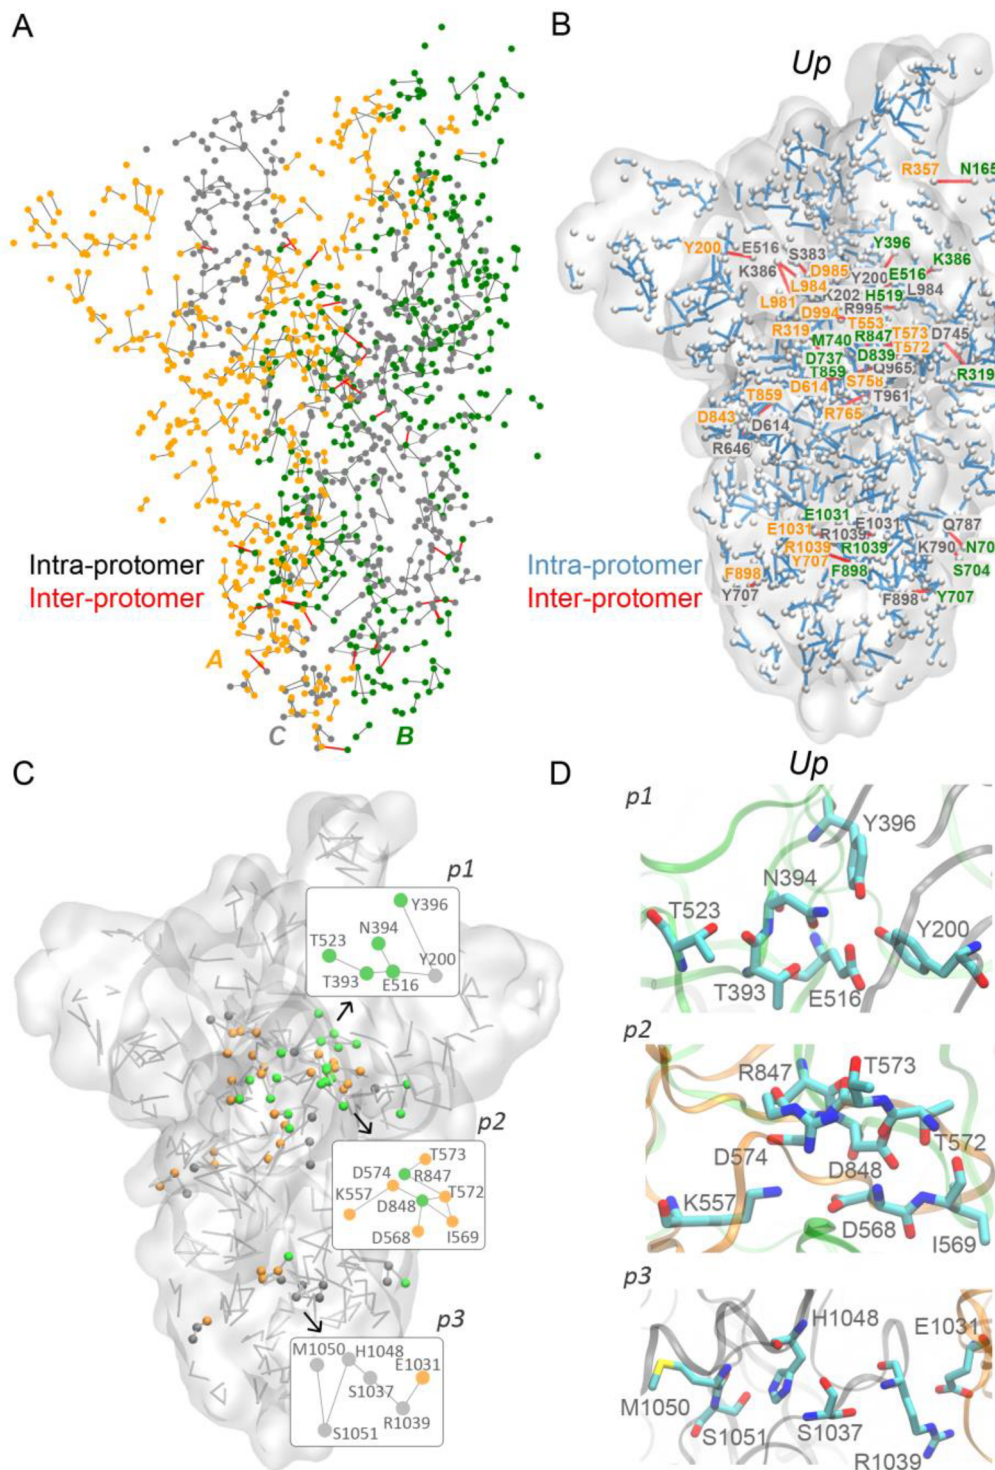 A
B
Up
R357
N165
Y200
E516
S383
Y396
K386
K386
D985
Y200
E516
L984
L984
L981
K202
H519
D994
R995
R319
T553
M740
R847
T573
D745
T572
D737
D839
Q965
R319
T859
D614
S758
T859
T961
D843
R765
D614
R646
E1031
E1031
E1031
Q787
R1039
R1039
R1039
K790
N70
Y707
F898
F898
S704
Y707
F898
Y707
Intra-protomer
Inter-protomer
Intra-protomer
Inter-protomer
A
C
B
C
D
Up
p1
Y396
N394
T523
Y200
T393
E516
p2
T573
D574
R847
K557
T572
D848
D568
I569
p3
M1050
H1048
E1031
S1037
R1039
S1051
p1
Y396
N394
T523
Y200
T393
E516
p2
R847
T573
D574
T572
D848
K557
D568
I569
p3
H1048
E1031
M1050
S1051
S1037
R1039